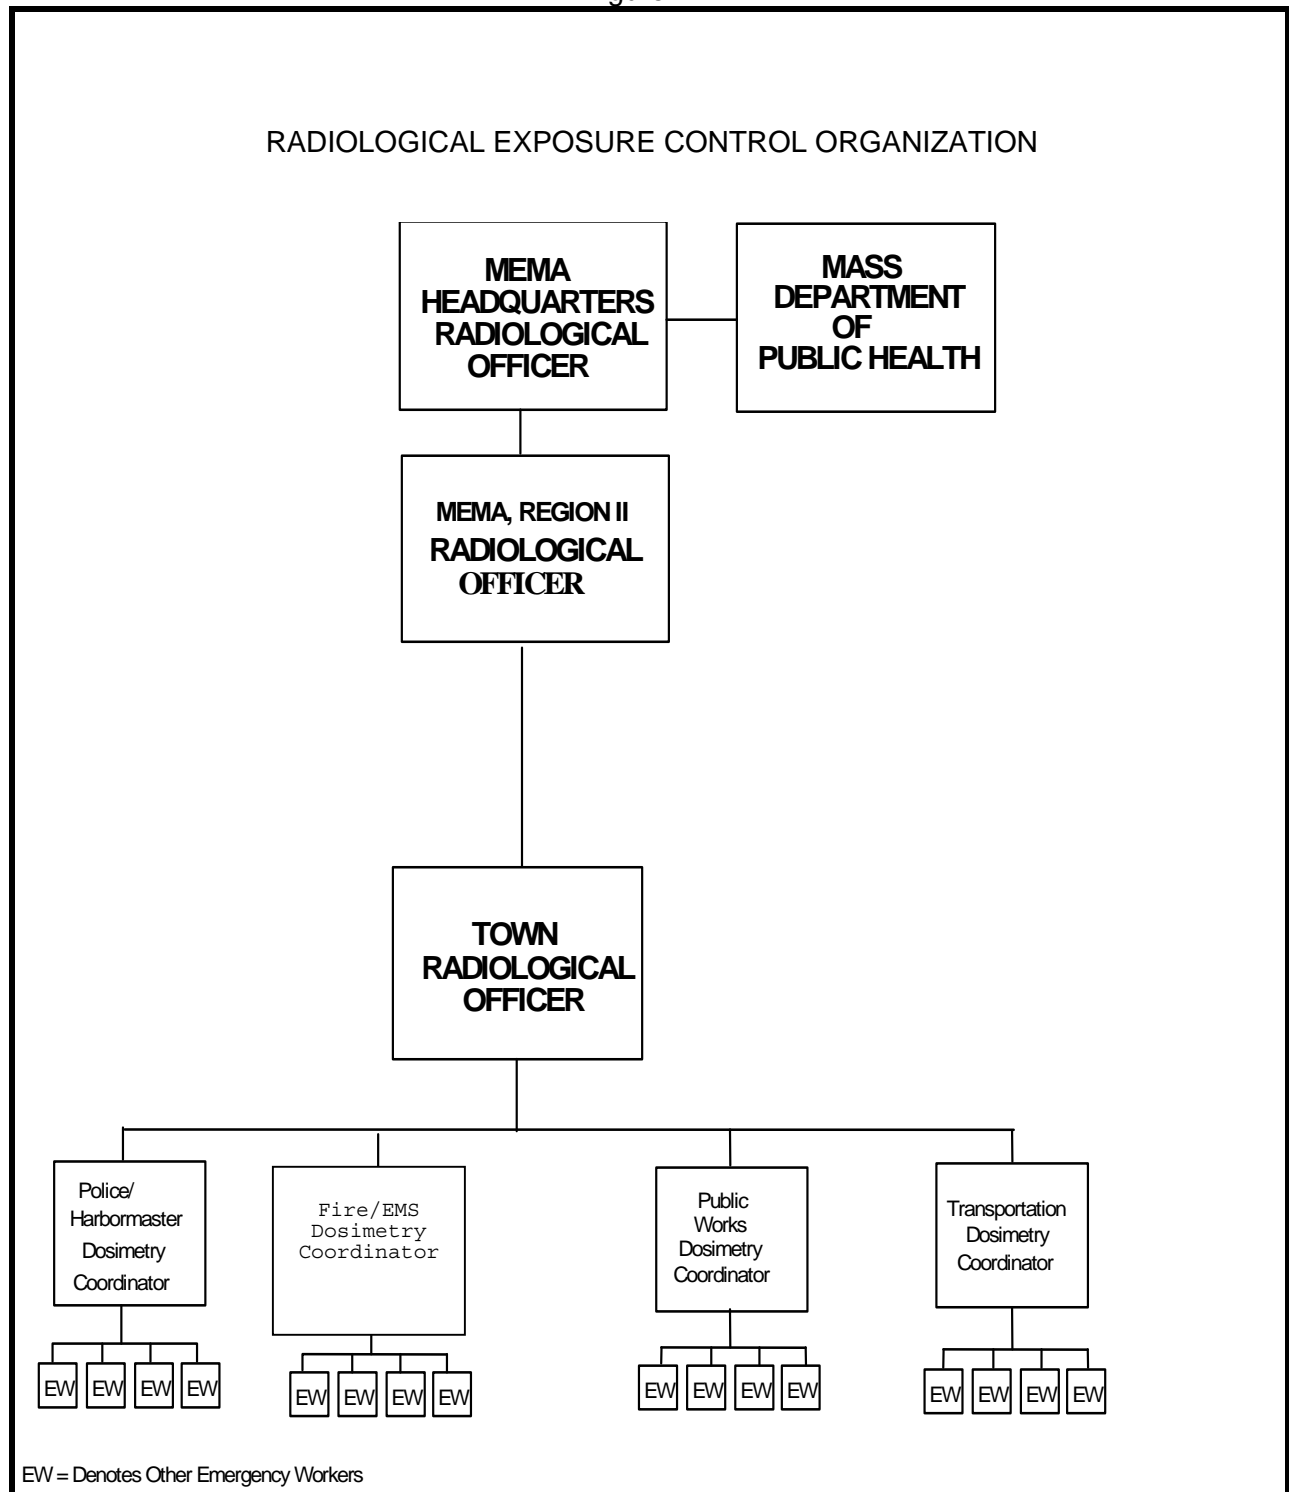 RADIOLOGICAL EXPOSURE CONTROL ORGANIZATION
MEMA
HEADQUARTERS
RADIOLOGICAL
OFFICER
MASS
DEPARTMENT
OF
PUBLIC HEALTH
MEMA, REGION II
RADIOLOGICAL
OFFICER
TOWN
RADIOLOGICAL
OFFICER
Police/
Harbormaster
Dosimetry
Coordinator
Fire/EMS
Dosimetry
Coordinator
Public
Works
Dosimetry
Coordinator
Transportation
Dosimetry
Coordinator
EW EW EW EW
EW EW EW EW
EW EW EW EW
EW EW EW EW
EW = Denotes Other Emergency Workers